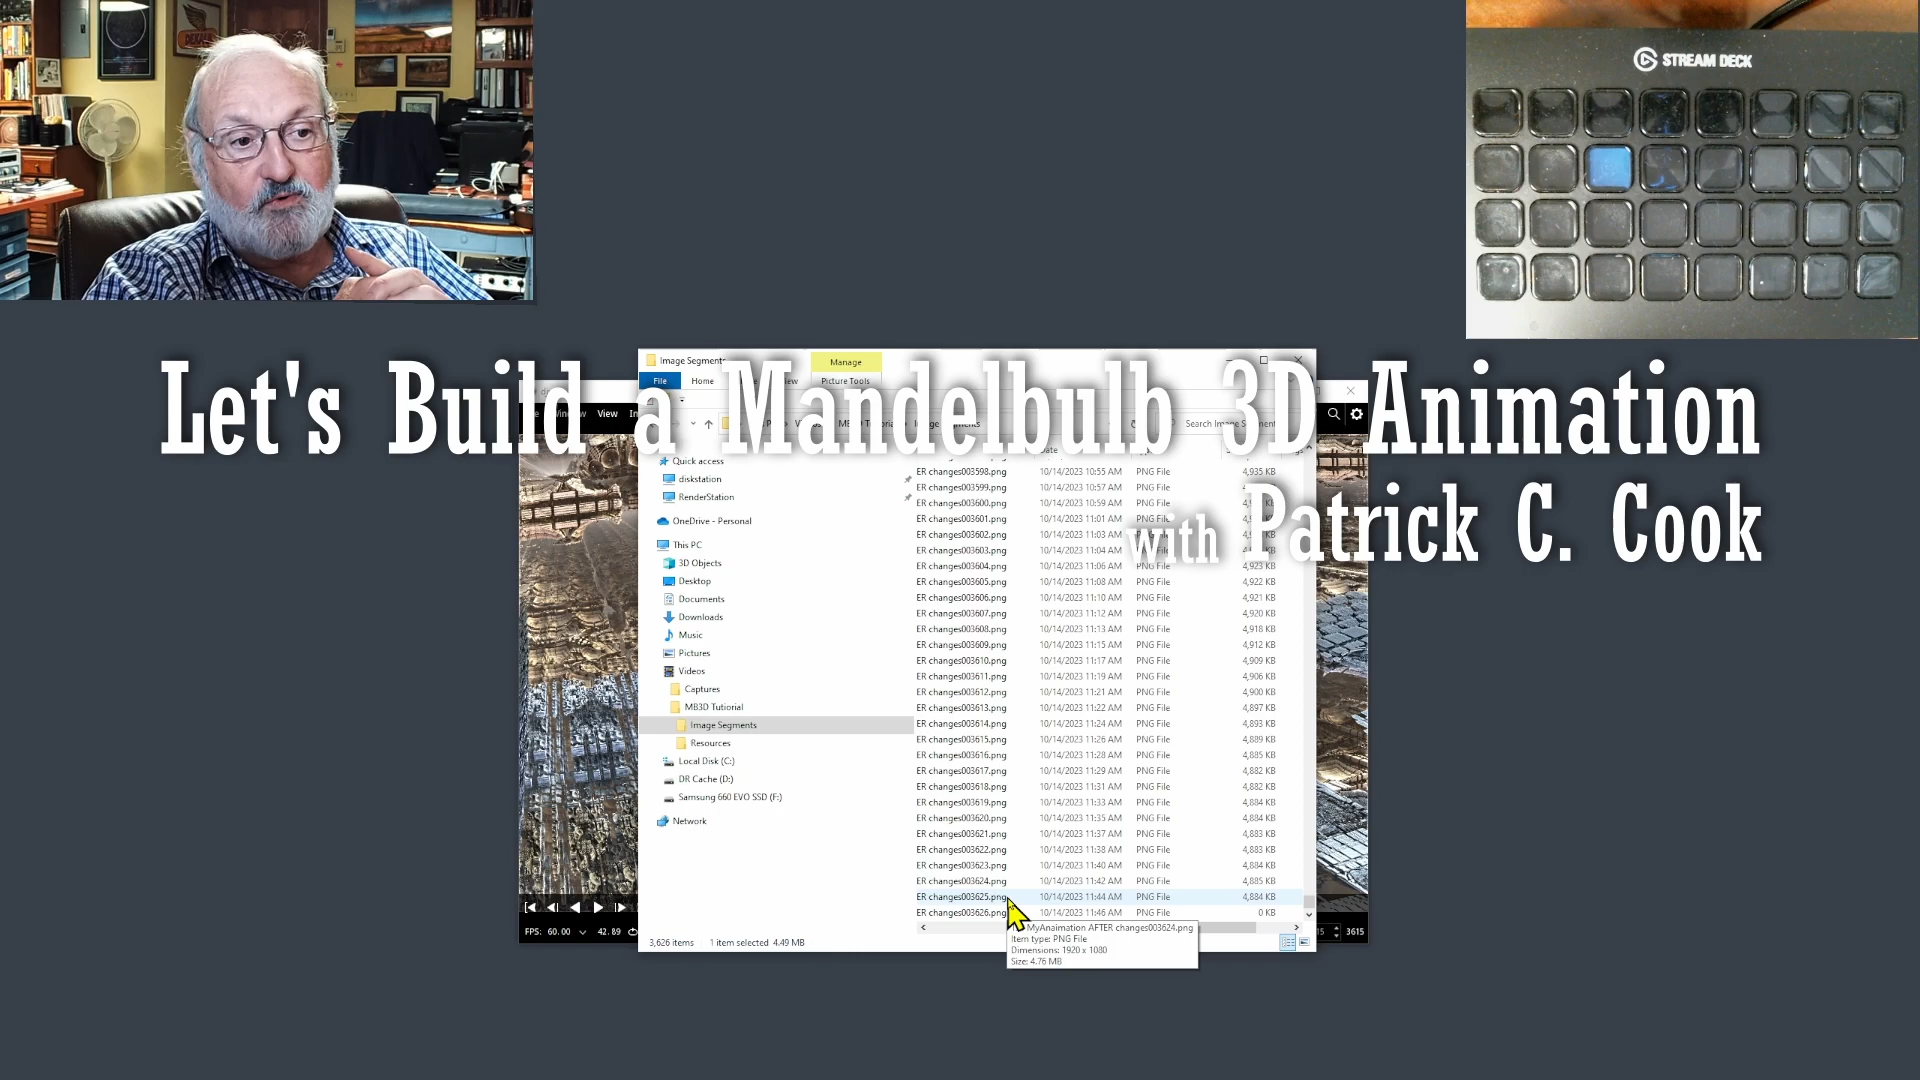 STREAM DECK
Let's Build a Mandelbulb 3D Animation
with Patrick C. Cook
Image Segments
Manage
File
Home
Picture Tools
View
Search Image Segments
Quick access
diskstation
RenderStation
OneDrive - Personal
This PC
3D Objects
Desktop
Documents
Downloads
Music
Pictures
Videos
Captures
MB3D Tutorial
Image Segments
Resources
Local Disk (C:)
DR Cache (D:)
Samsung 660 EVO SSD (F:)
Network
ER changes003598.png 10/14/2023 10:55 AM PNG File 4,935 KB
ER changes003599.png 10/14/2023 10:57 AM PNG File
ER changes003600.png 10/14/2023 10:59 AM PNG File
ER changes003601.png 10/14/2023 11:01 AM PNG File
ER changes003602.png 10/14/2023 11:03 AM PNG File
ER changes003603.png 10/14/2023 11:04 AM PNG File
ER changes003604.png 10/14/2023 11:06 AM PNG File 4,923 KB
ER changes003605.png 10/14/2023 11:08 AM PNG File 4,922 KB
ER changes003606.png 10/14/2023 11:10 AM PNG File 4,921 KB
ER changes003607.png 10/14/2023 11:12 AM PNG File 4,920 KB
ER changes003608.png 10/14/2023 11:13 AM PNG File 4,918 KB
ER changes003609.png 10/14/2023 11:15 AM PNG File 4,912 KB
ER changes003610.png 10/14/2023 11:17 AM PNG File 4,909 KB
ER changes003611.png 10/14/2023 11:19 AM PNG File 4,906 KB
ER changes003612.png 10/14/2023 11:21 AM PNG File 4,900 KB
ER changes003613.png 10/14/2023 11:22 AM PNG File 4,897 KB
ER changes003614.png 10/14/2023 11:24 AM PNG File 4,893 KB
ER changes003615.png 10/14/2023 11:26 AM PNG File 4,889 KB
ER changes003616.png 10/14/2023 11:28 AM PNG File 4,885 KB
ER changes003617.png 10/14/2023 11:29 AM PNG File 4,882 KB
ER changes003618.png 10/14/2023 11:31 AM PNG File 4,882 KB
ER changes003619.png 10/14/2023 11:33 AM PNG File 4,884 KB
ER changes003620.png 10/14/2023 11:35 AM PNG File 4,884 KB
ER changes003621.png 10/14/2023 11:37 AM PNG File 4,883 KB
ER changes003622.png 10/14/2023 11:38 AM PNG File 4,883 KB
ER changes003623.png 10/14/2023 11:40 AM PNG File 4,884 KB
ER changes003624.png 10/14/2023 11:42 AM PNG File 4,885 KB
ER changes003625.png 10/14/2023 11:44 AM PNG File 4,884 KB
ER changes003626.png 10/14/2023 11:46 AM PNG File 0 KB
MyAnaimation AFTER changes003624.png
Item type: PNG File
Dimensions: 1920 x 1080
Size: 4.76 MB
3,626 items 1 item selected 4.49 MB
FPS: 60.00 42.89
3615